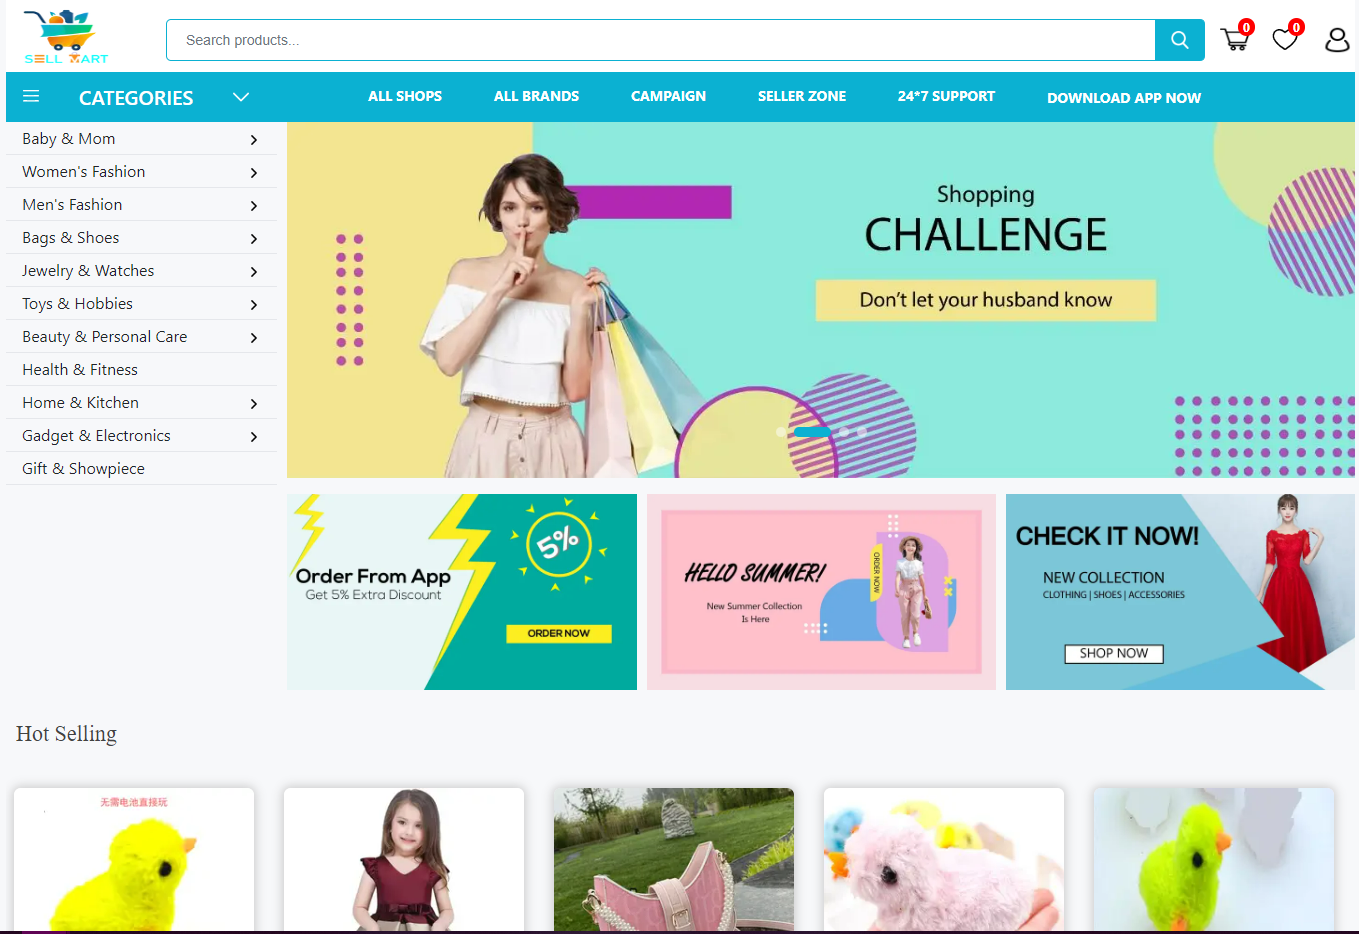 SELL MART
Search products...
0
0
CATEGORIES
ALL SHOPS
ALL BRANDS
CAMPAIGN
SELLER ZONE
24*7 SUPPORT
DOWNLOAD APP NOW
Baby & Mom
Women's Fashion
Men's Fashion
Bags & Shoes
Jewelry & Watches
Toys & Hobbies
Beauty & Personal Care
Health & Fitness
Home & Kitchen
Gadget & Electronics
Gift & Showpiece
Shopping
CHALLENGE
Don't let your husband know
5%
Order From App
Get 5% Extra Discount
ORDER NOW
HELLO SUMMER!
New Summer Collection
Is Here
ORDER NOW
CHECK IT NOW!
NEW COLLECTION
CLOTHING | SHOES | ACCESSORIES
SHOP NOW
Hot Selling
无需电池直接玩